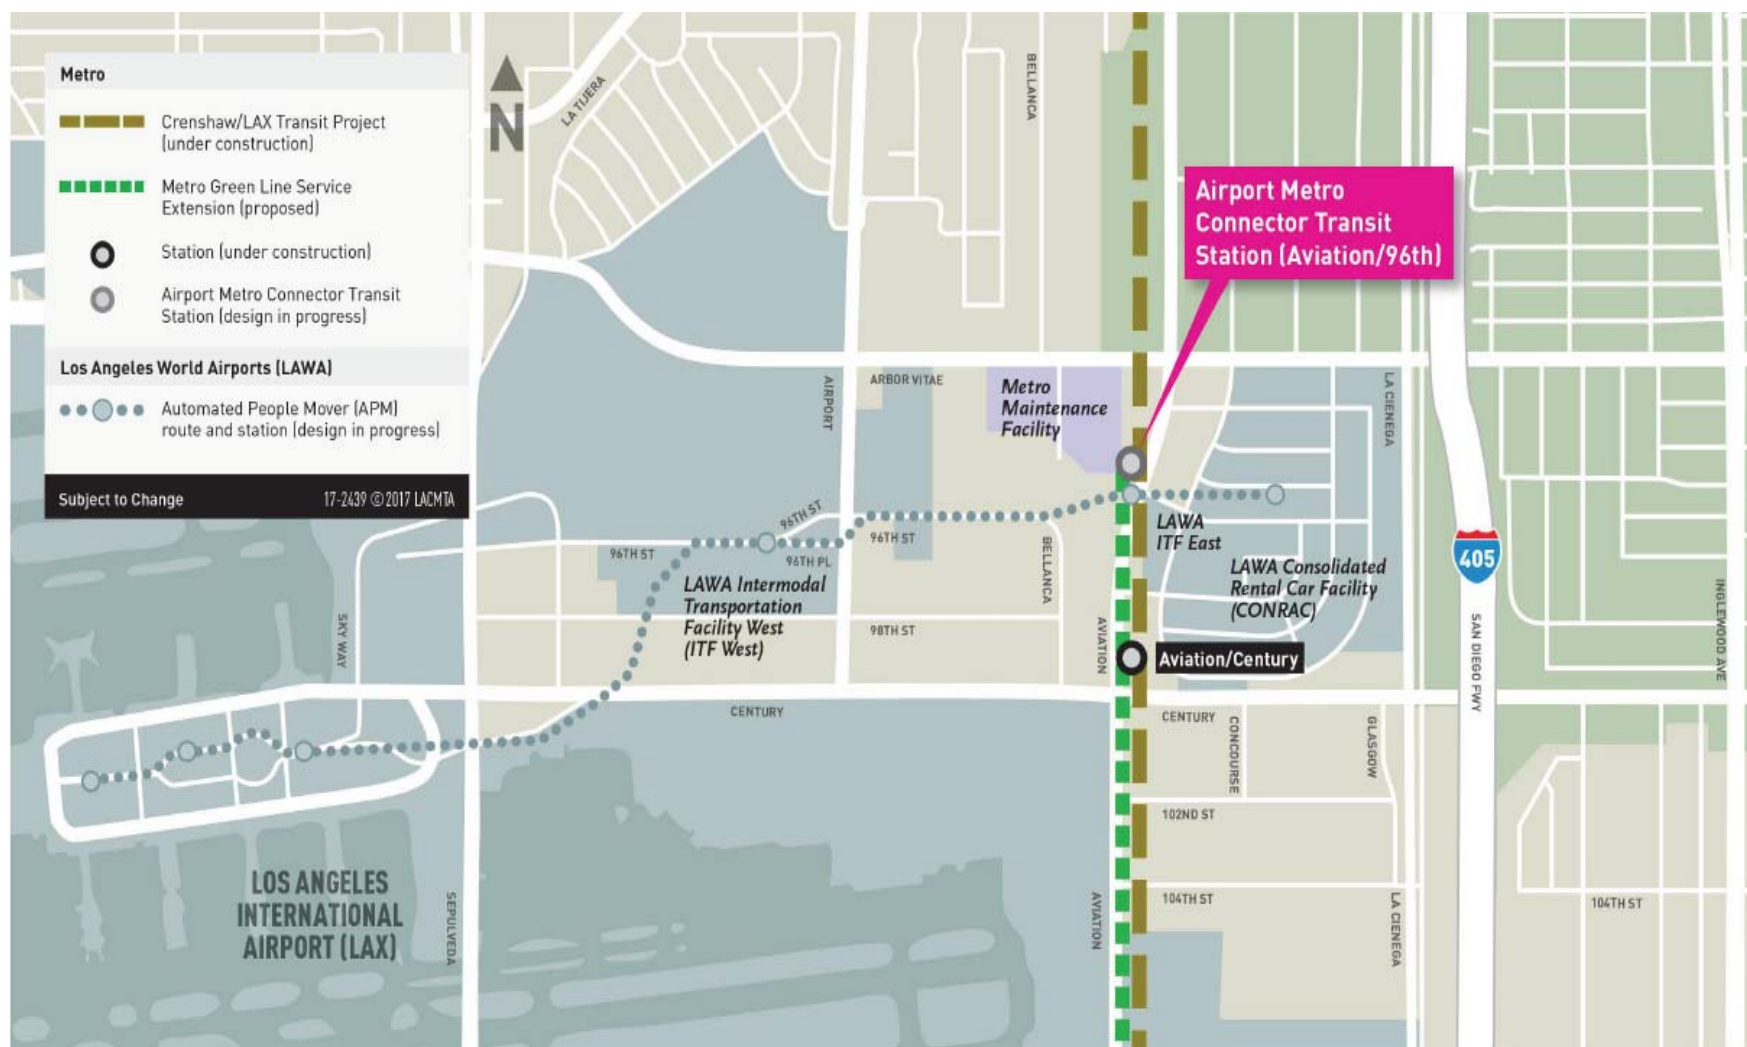 Metro
Crenshaw/LAX Transit Project
(under construction)
Metro Green Line Service
Extension (proposed)
Station (under construction)
Airport Metro Connector Transit
Station (design in progress)
Los Angeles World Airports (LAWA)
Automated People Mover (APM)
route and station (design in progress)
Subject to Change
17-2439 ©2017 LACMTA
N
LA TIJERA
BELLANCA
Airport Metro
Connector Transit
Station (Aviation/96th)
AIRPORT
ARBOR VITAE
Metro
Maintenance
Facility
LA CIENEGA
96TH ST
96TH ST
96TH PL
96TH ST
BELLANCA
LAWA
ITF East
405
LAWA Intermodal
Transportation
Facility West
(ITF West)
LAWA Consolidated
Rental Car Facility
(CONRAC)
SKY WAY
98TH ST
AVIATION
Aviation/Century
SAN DIEGO FWY
INGLEWOOD AVE
CENTURY
CENTURY
CONCOURSE
GLASGOW
102ND ST
LOS ANGELES
INTERNATIONAL
AIRPORT (LAX)
SEPULVEDA
AVIATION
104TH ST
LA CIENEGA
104TH ST